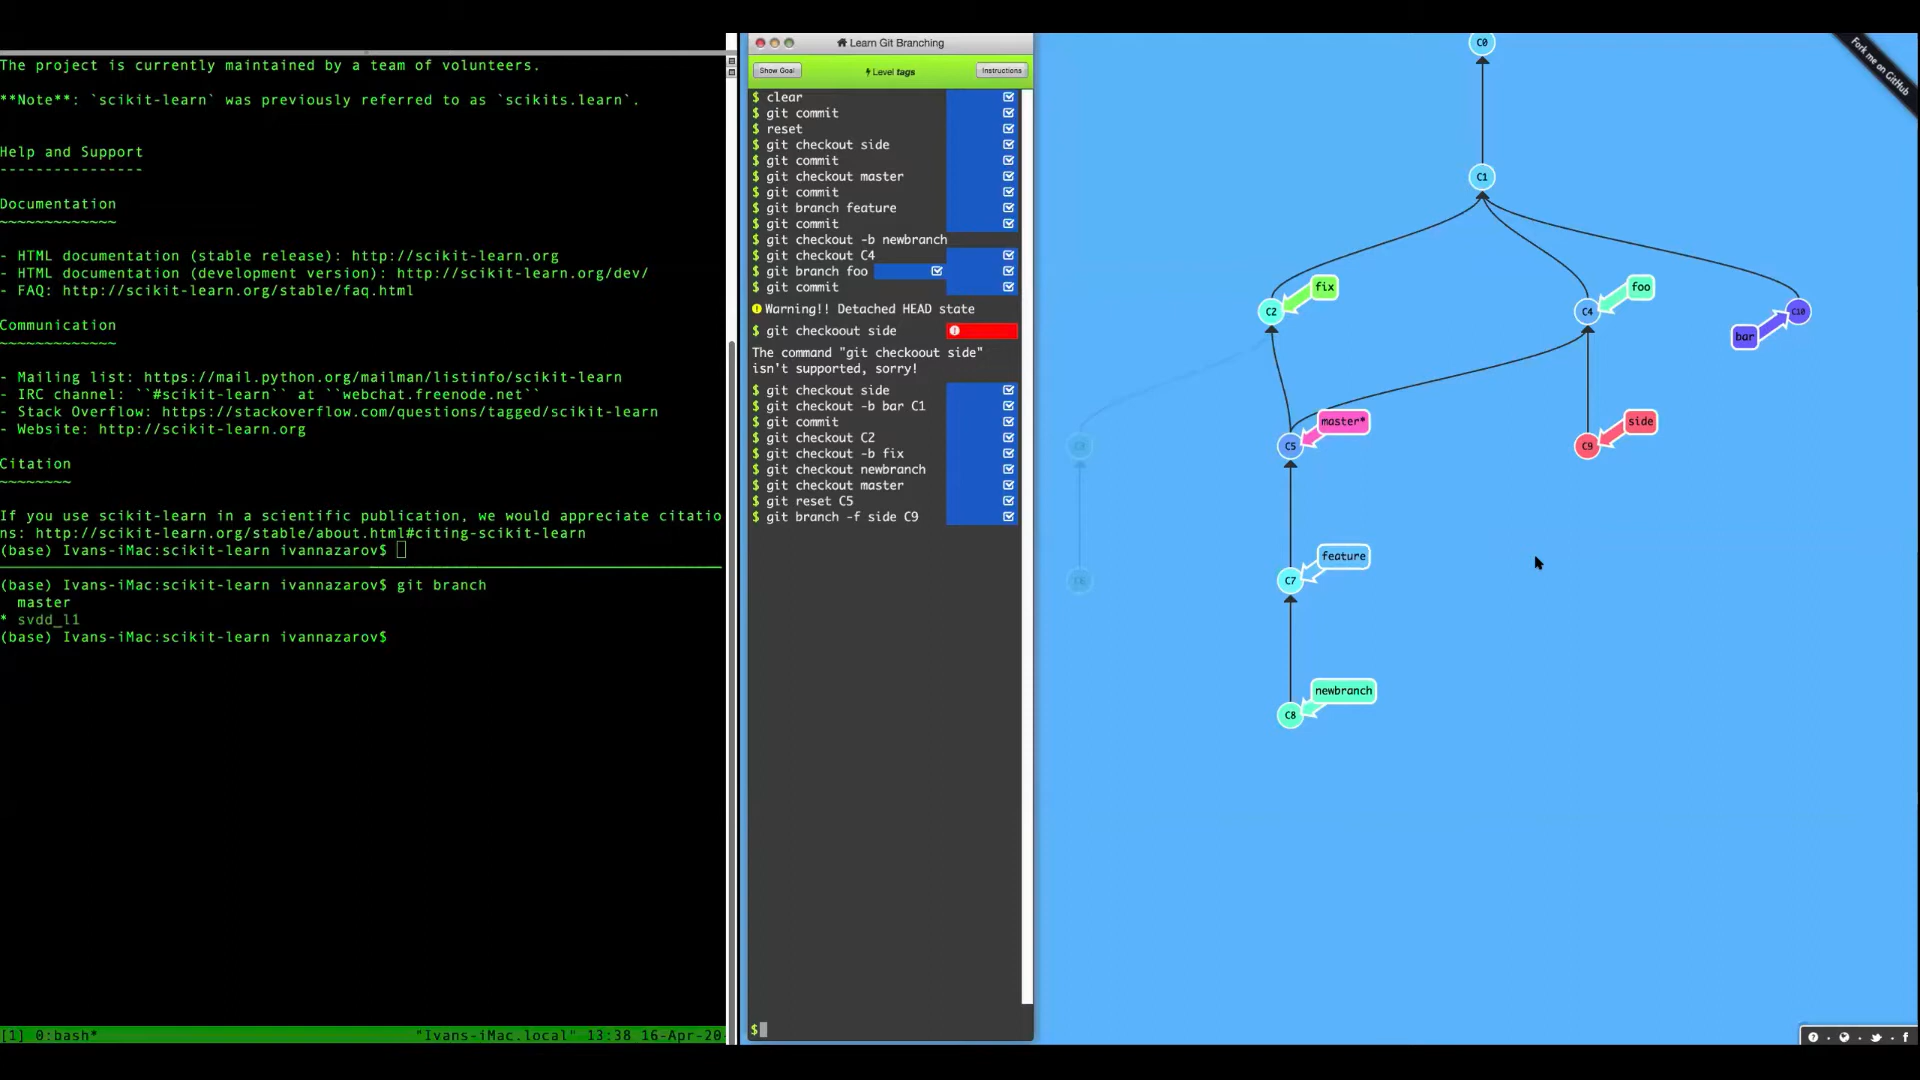 The project is currently maintained by a team of volunteers.
**Note**: `scikit-learn` was previously referred to as `scikits.learn`.
Help and Support
----------------
Documentation
~~~~~~~~~~~~~
- HTML documentation (stable release): http://scikit-learn.org
- HTML documentation (development version): http://scikit-learn.org/dev/
- FAQ: http://scikit-learn.org/stable/faq.html
Communication
~~~~~~~~~~~~~
- Mailing list: https://mail.python.org/mailman/listinfo/scikit-learn
- IRC channel: ``#scikit-learn`` at ``webchat.freenode.net``
- Stack Overflow: https://stackoverflow.com/questions/tagged/scikit-learn
- Website: http://scikit-learn.org
Citation
~~~~~~~~
If you use scikit-learn in a scientific publication, we would appreciate citatio
ns: http://scikit-learn.org/stable/about.html#citing-scikit-learn
(base) Ivans-iMac:scikit-learn ivannazarov$
(base) Ivans-iMac:scikit-learn ivannazarov$ git branch
master
* svdd_l1
(base) Ivans-iMac:scikit-learn ivannazarov$
[1] 0:bash* "Ivans-iMac.local" 13:38 16-Apr-20
Learn Git Branching
Show Goal
Level tags
Instructions
$ clear
$ git commit
$ reset
$ git checkout side
$ git commit
$ git checkout master
$ git commit
$ git branch feature
$ git commit
$ git checkout -b newbranch
$ git checkout C4
$ git branch foo
$ git commit
Warning!! Detached HEAD state
$ git checkoout side
The command "git checkoout side"
isn't supported, sorry!
$ git checkout side
$ git checkout -b bar C1
$ git commit
$ git checkout C2
$ git checkout -b fix
$ git checkout newbranch
$ git checkout master
$ git reset C5
$ git branch -f side C9
$
C0
Fork me on GitHub
C1
fix
foo
C2
C4
C10
bar
master*
side
C5
C9
feature
C7
newbranch
C8